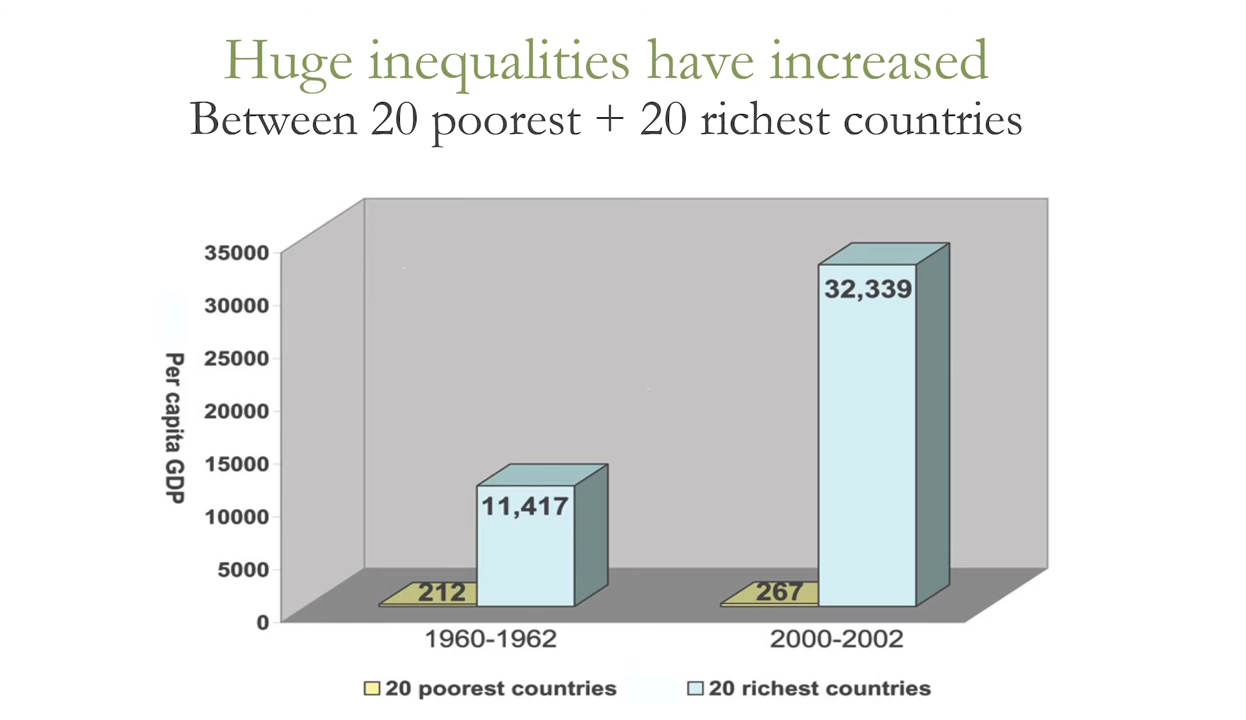 Huge inequalities have increased
Between 20 poorest + 20 richest countries
35000
30000
25000
20000
15000
10000
5000
0
Per capita GDP
212
11,417
267
32,339
1960-1962
2000-2002
20 poorest countries
20 richest countries